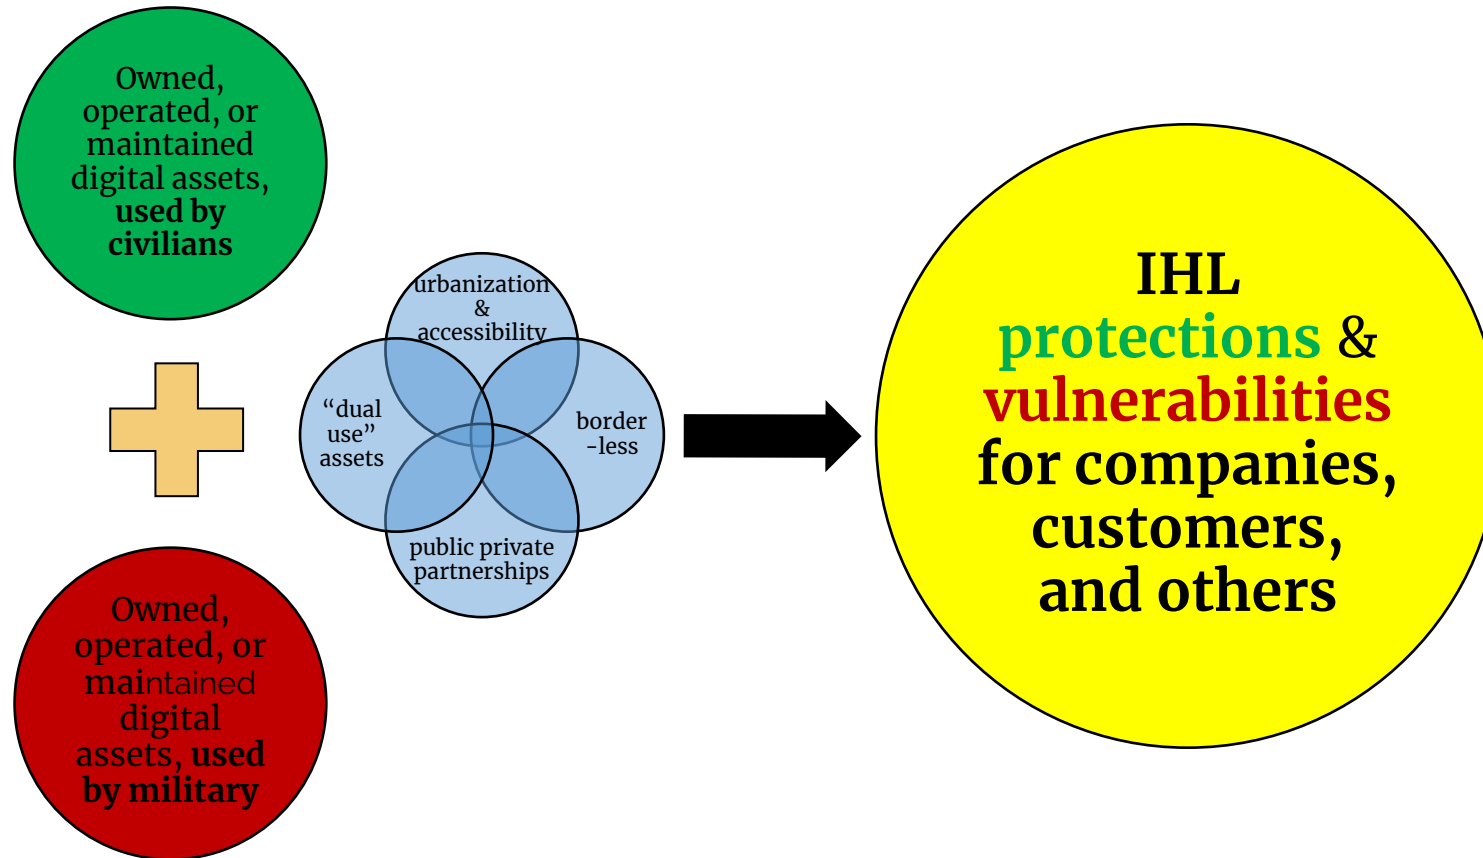 Owned,
operated, or
maintained
digital assets,
used by
civilians
Owned,
operated, or
maintained
digital
assets, used
by military
urbanization
&
accessibility
“dual
use”
assets
border
-less
public private
partnerships
IHL
protections &
vulnerabilities
for companies,
customers,
and others